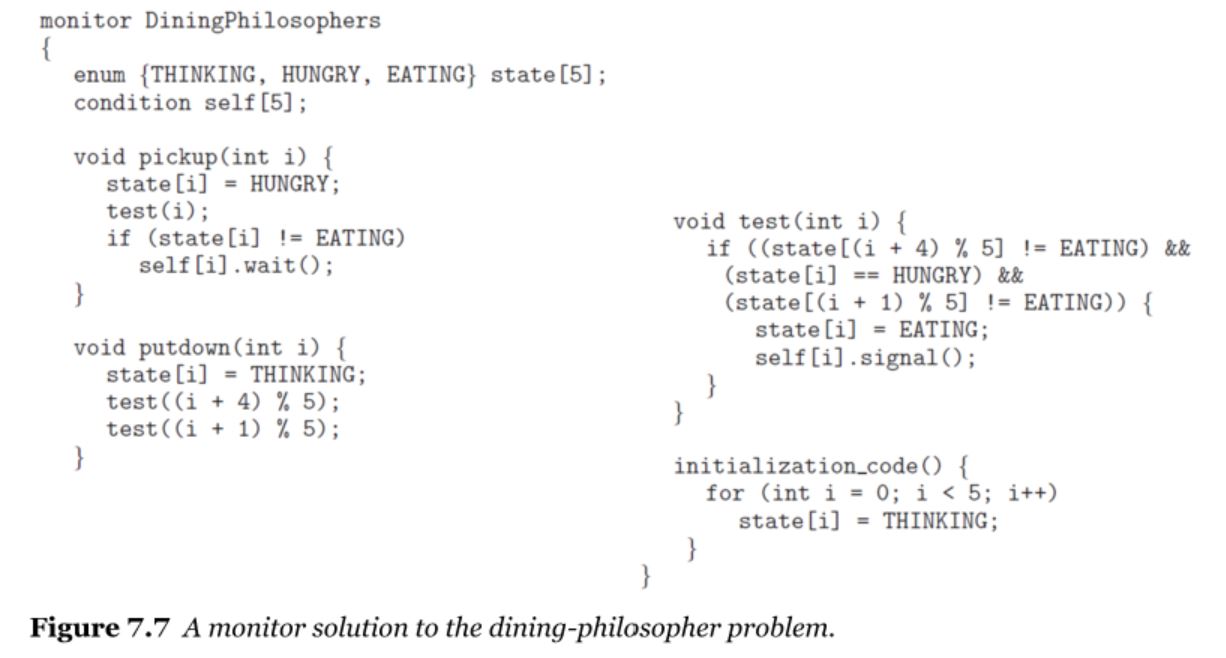 monitor DiningPhilosophers
{
enum {THINKING, HUNGRY, EATING} state[5];
condition self[5];
void pickup(int i) {
state[i] = HUNGRY;
test(i);
if (state[i] != EATING)
self[i].wait();
}
void putdown(int i) {
state[i] = THINKING;
test((i + 4) % 5);
test((i + 1) % 5);
}
void test(int i) {
if ((state[(i + 4) % 5] != EATING) &&
(state[i] == HUNGRY) &&
(state[(i + 1) % 5] != EATING)) {
state[i] = EATING;
self[i].signal();
}
}
initialization_code() {
for (int i = 0; i < 5; i++)
state[i] = THINKING;
}
}
Figure 7.7 A monitor solution to the dining-philosopher problem.